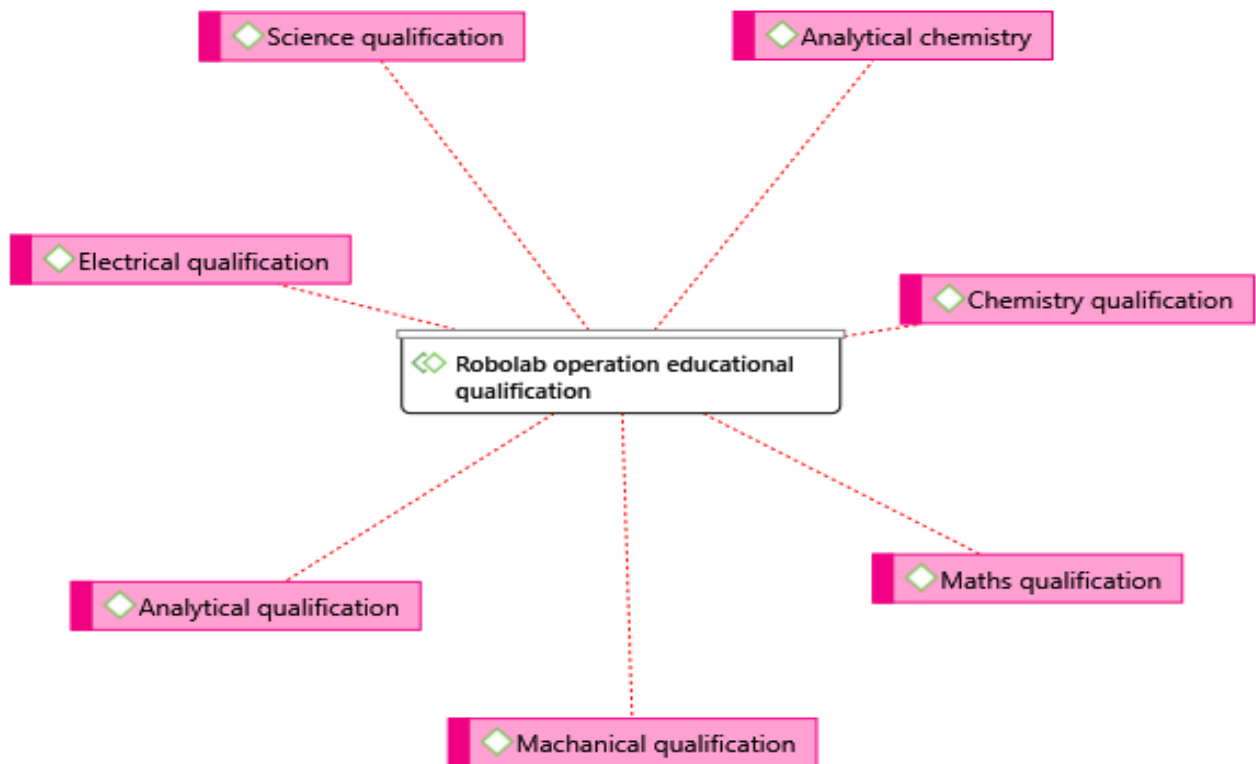 Science qualification
Analytical chemistry
Electrical qualification
Chemistry qualification
Robolab operation educational
qualification
Maths qualification
Analytical qualification
Machanical qualification